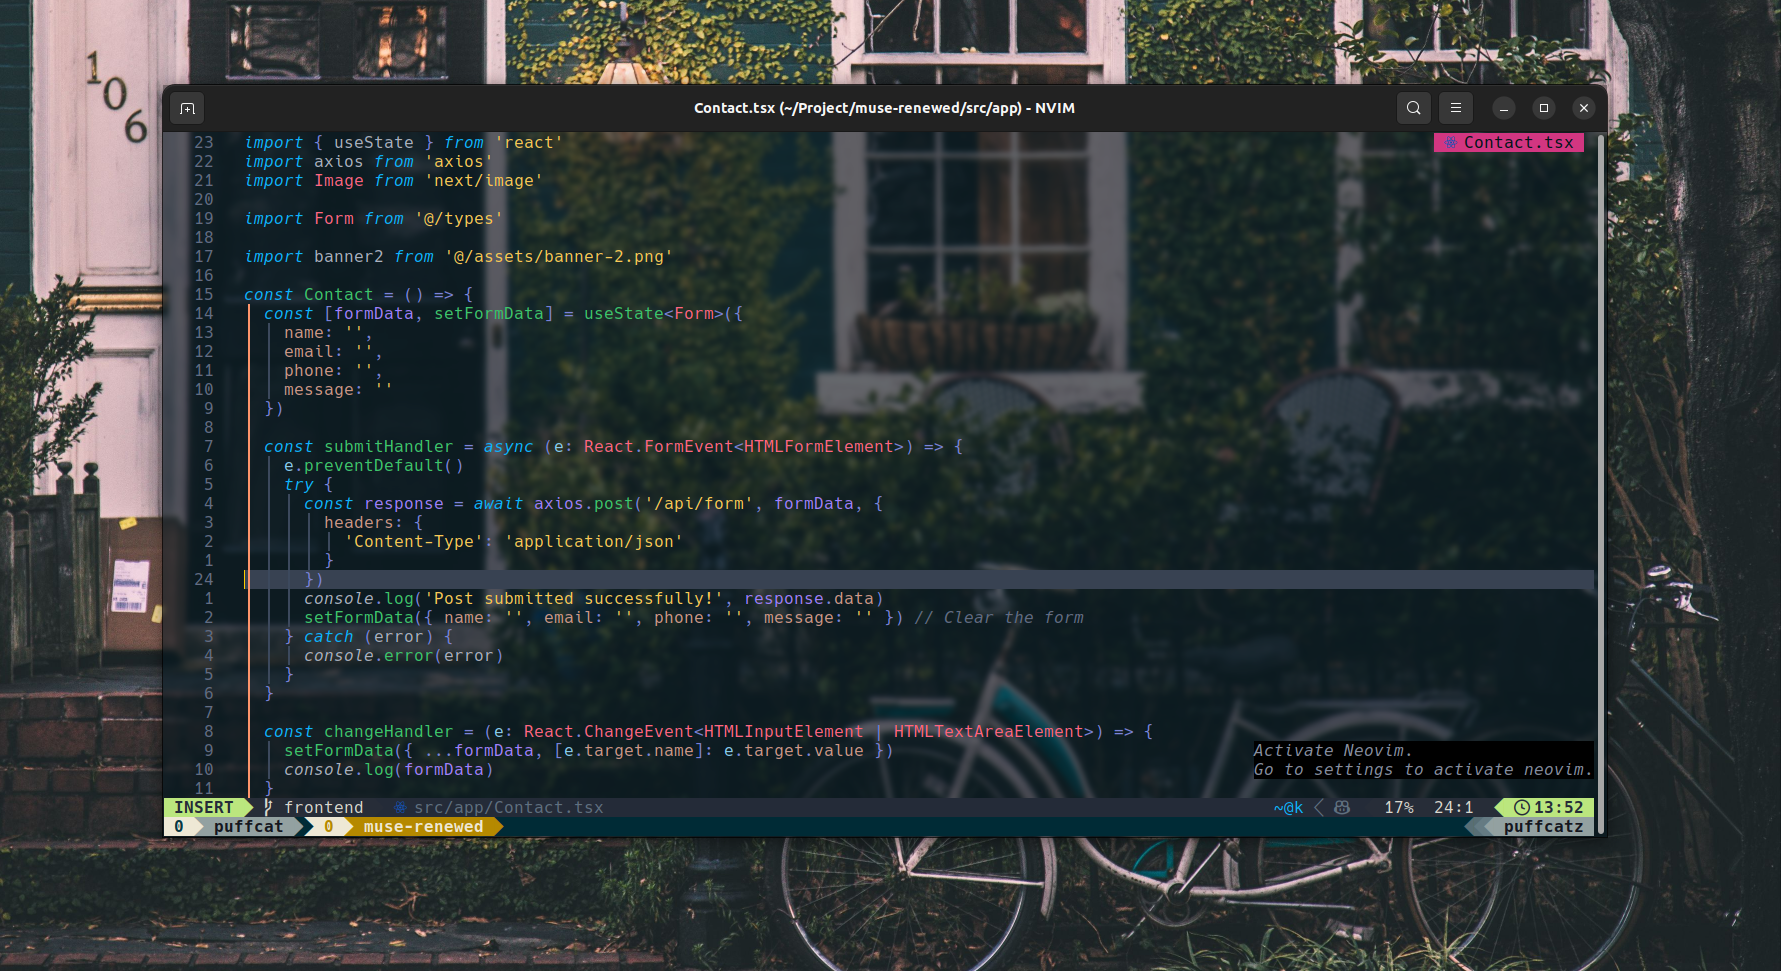 106
Contact.tsx (~/Project/muse-renewed/src/app) - NVIM
23 import { useState } from 'react'
Contact.tsx
22 import axios from 'axios'
21 import Image from 'next/image'
20
19 import Form from '@/types'
18
17 import banner2 from '@/assets/banner-2.png'
16
15 const Contact = () => {
14 const [formData, setFormData] = useState<Form>({
13 name: '',
12 email: '',
11 phone: '',
10 message: ''
9 })
8
7 const submitHandler = async (e: React.FormEvent<HTMLFormElement>) => {
6 e.preventDefault()
5 try {
4 const response = await axios.post('/api/form', formData, {
3 headers: {
2 'Content-Type': 'application/json'
1 }
24 })
1 console.log('Post submitted successfully!', response.data)
2 setFormData({ name: '', email: '', phone: '', message: '' }) // Clear the form
3 } catch (error) {
4 console.error(error)
5 }
6 }
7
8 const changeHandler = (e: React.ChangeEvent<HTMLInputElement | HTMLTextAreaElement>) => {
9 setFormData({ ...formData, [e.target.name]: e.target.value })
10 console.log(formData)
11 }
Activate Neovim.
Go to settings to activate neovim.
INSERT frontend src/app/Contact.tsx ~@k 17% 24:1 13:52
0 puffcat 0 muse-renewed puffcatz